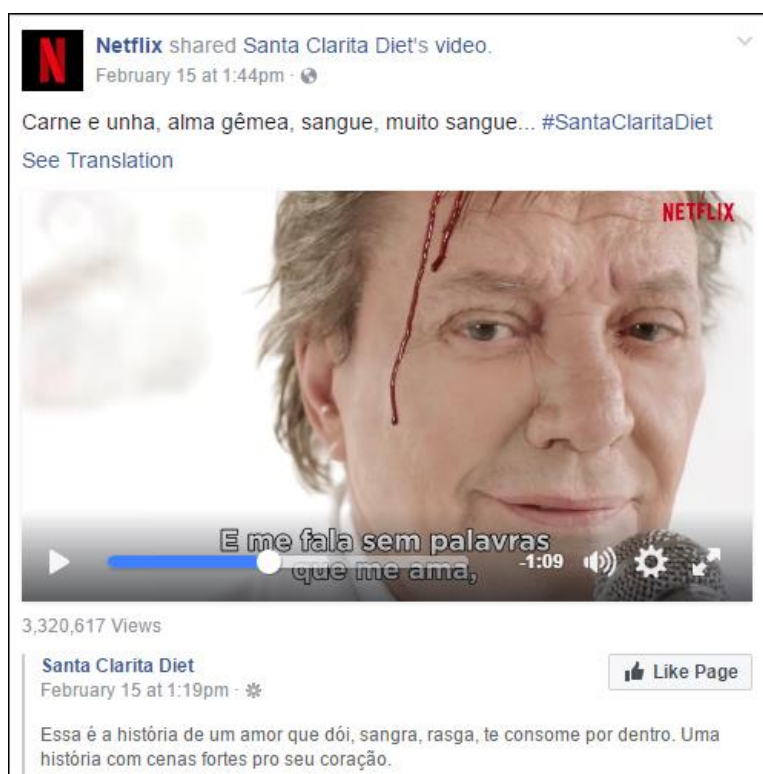 N
Netflix shared Santa Clarita Diet's video.
February 15 at 1:44pm ·
Carne e unha, alma gêmea, sangue, muito sangue... #SantaClaritaDiet
See Translation
NETFLIX
E me fala sem palavras
que me ama,
-1:09
3,320,617 Views
Santa Clarita Diet
February 15 at 1:19pm ·
Like Page
Essa é a história de um amor que dói, sangra, rasga, te consome por dentro. Uma
história com cenas fortes pro seu coração.